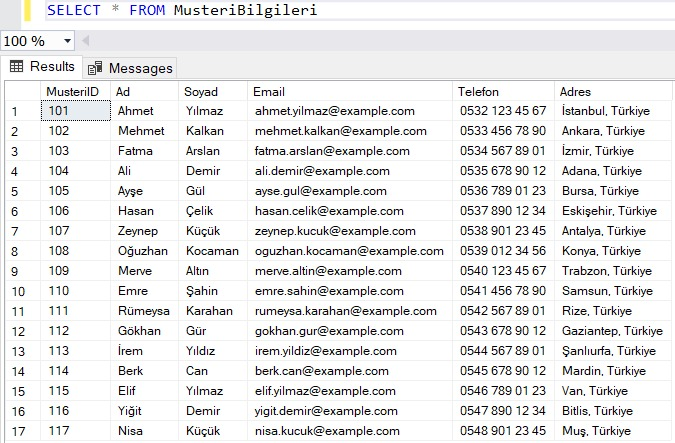 SELECT * FROM MusteriBilgileri
100 %
Results Messages
MusteriID Ad Soyad Email Telefon Adres
1 101 Ahmet Yılmaz ahmet.yilmaz@example.com 0532 123 45 67 İstanbul, Türkiye
2 102 Mehmet Kalkan mehmet.kalkan@example.com 0533 456 78 90 Ankara, Türkiye
3 103 Fatma Arslan fatma.arslan@example.com 0534 567 89 01 İzmir, Türkiye
4 104 Ali Demir ali.demir@example.com 0535 678 90 12 Adana, Türkiye
5 105 Ayşe Gül ayse.gul@example.com 0536 789 01 23 Bursa, Türkiye
6 106 Hasan Çelik hasan.celik@example.com 0537 890 12 34 Eskişehir, Türkiye
7 107 Zeynep Küçük zeynep.kucuk@example.com 0538 901 23 45 Antalya, Türkiye
8 108 Oğuzhan Kocaman oguzhan.kocaman@example.com 0539 012 34 56 Konya, Türkiye
9 109 Merve Altın merve.altin@example.com 0540 123 45 67 Trabzon, Türkiye
10 110 Emre Şahin emre.sahin@example.com 0541 456 78 90 Samsun, Türkiye
11 111 Rümeysa Karahan rumeysa.karahan@example.com 0542 567 89 01 Rize, Türkiye
12 112 Gökhan Gür gokhan.gur@example.com 0543 678 90 12 Gaziantep, Türkiye
13 113 İrem Yıldız irem.yildiz@example.com 0544 567 89 01 Şanlıurfa, Türkiye
14 114 Berk Can berk.can@example.com 0545 678 90 12 Mardin, Türkiye
15 115 Elif Yılmaz elif.yilmaz@example.com 0546 789 01 23 Van, Türkiye
16 116 Yiğit Demir yigit.demir@example.com 0547 890 12 34 Bitlis, Türkiye
17 117 Nisa Küçük nisa.kucuk@example.com 0548 901 23 45 Muş, Türkiye